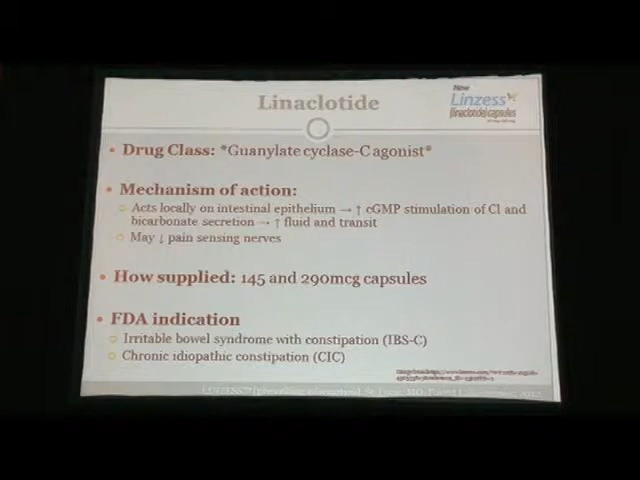 Linaclotide
New
Linzess
(linaclotide) capsules
• Drug Class: *Guanylate cyclase-C agonist*
• Mechanism of action:
Acts locally on intestinal epithelium → ↑ cGMP stimulation of Cl and
bicarbonate secretion → ↑ fluid and transit
May ↓ pain sensing nerves
• How supplied: 145 and 290mcg capsules
• FDA indication
Irritable bowel syndrome with constipation (IBS-C)
Chronic idiopathic constipation (CIC)